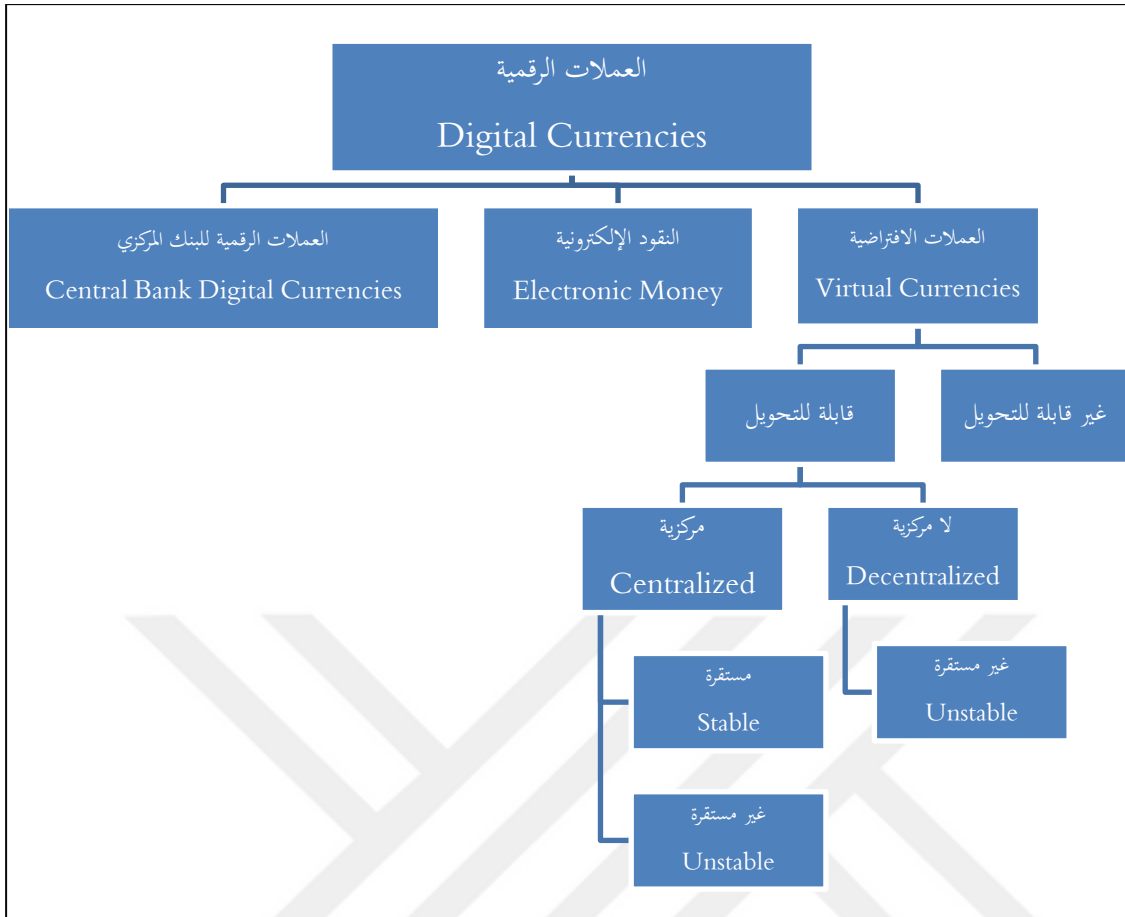 العملات الرقمية
Digital Currencies
العملات الافتراضية
Virtual Currencies
النقود الإلكترونية
Electronic Money
العملات الرقمية للبنك المركزي
Central Bank Digital Currencies
غير قابلة للتحويل
قابلة للتحويل
لا مركزية
Decentralized
مركزية
Centralized
غير مستقرة
Unstable
مستقرة
Stable
غير مستقرة
Unstable